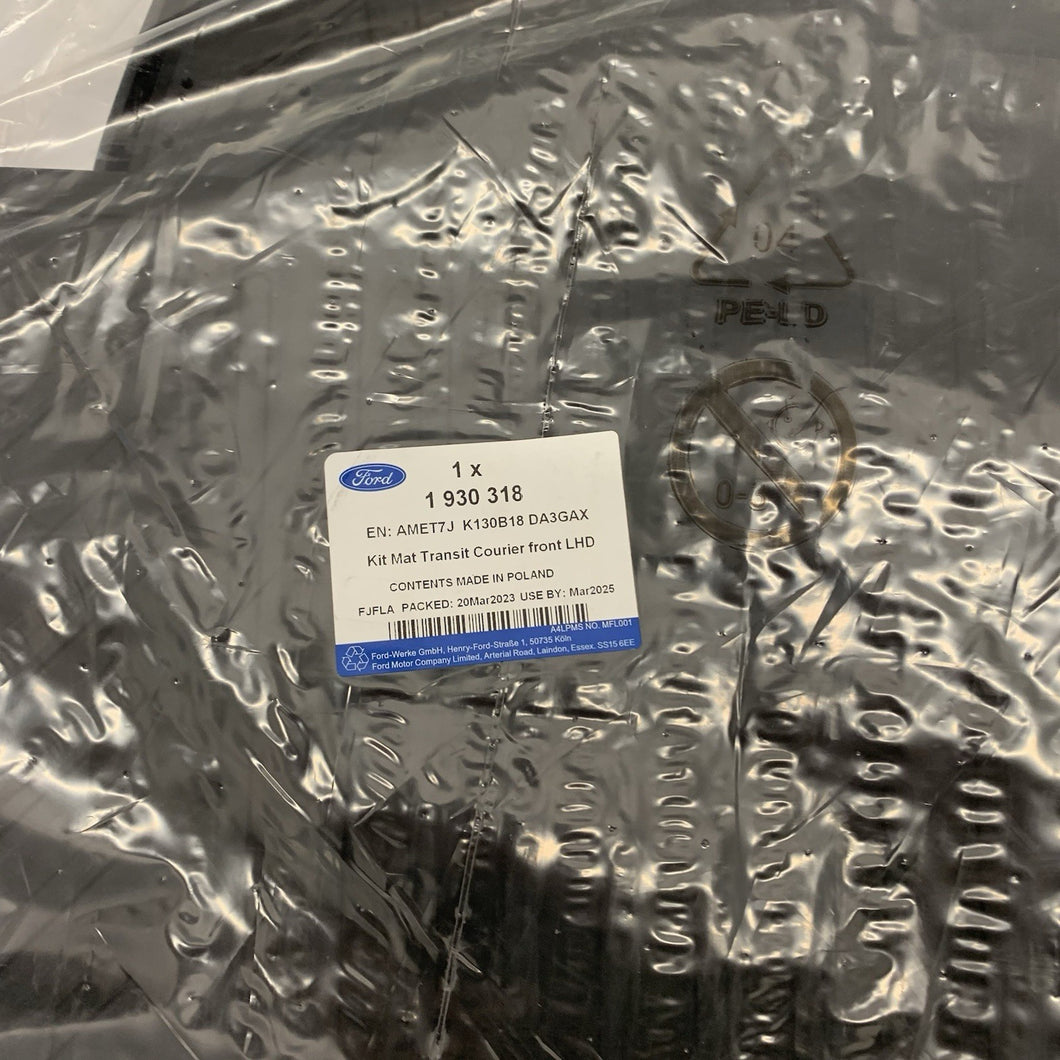 04
PE-LD
Ford
1 x
1 930 318
EN: AMET7J K130B18 DA3GAX
Kit Mat Transit Courier front LHD
CONTENTS MADE IN POLAND
FJFLA PACKED: 20Mar2023 USE BY: Mar2025
A4LPMS NO. MFL001
Ford-Werke GmbH, Henry-Ford-Straße 1, 50735 Köln
Ford Motor Company Limited, Arterial Road, Laindon, Essex. SS15 6EE